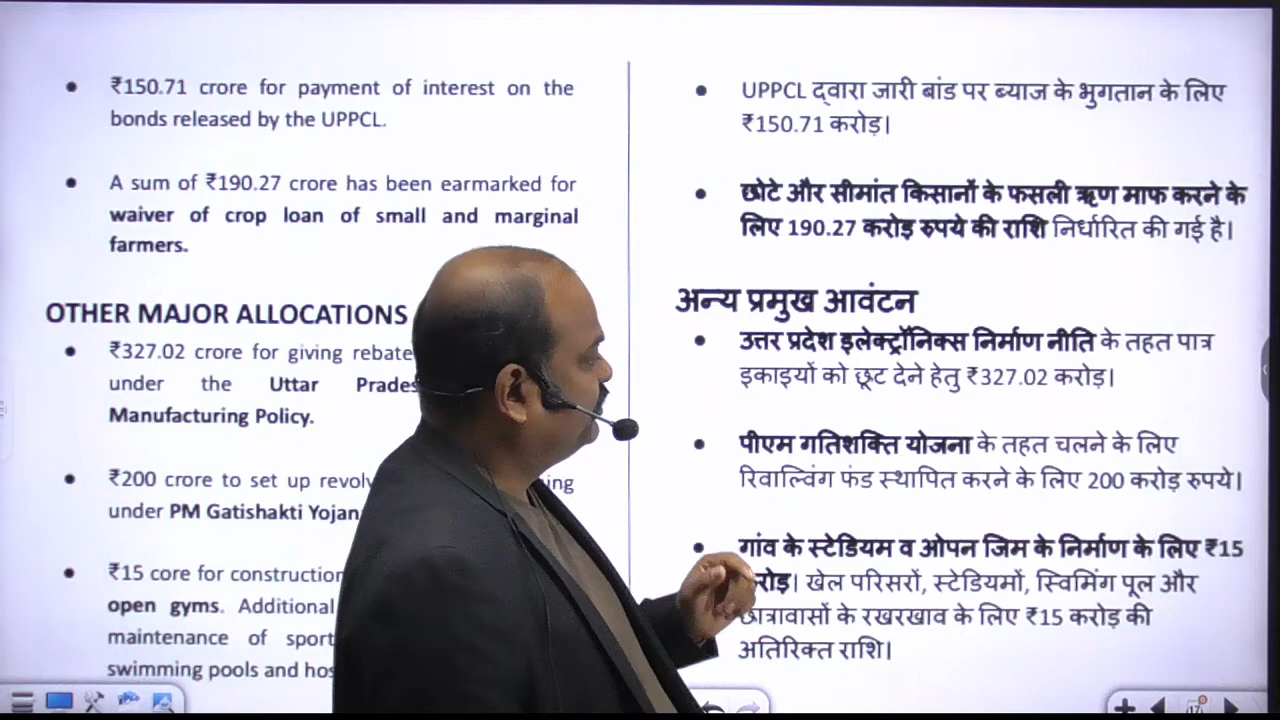 ₹150.71 crore for payment of interest on the
bonds released by the UPPCL.
A sum of ₹190.27 crore has been earmarked for
waiver of crop loan of small and marginal
farmers.
OTHER MAJOR ALLOCATIONS
₹327.02 crore for giving rebate
under the Uttar
Manufacturing Policy.
₹200 crore to set up
under PM Gatishakti
₹15 core for construction
open gyms. Additional
maintenance of
swimming pools and
UPPCL द्वारा जारी बांड पर ब्याज के भुगतान के लिए
₹150.71 करोड़।
छोटे और सीमांत किसानों के फसली ऋण माफ करने के
लिए 190.27 करोड़ रुपये की राशि निर्धारित की गई है।
अन्य प्रमुख आवंटन
उत्तर प्रदेश इलेक्ट्रॉनिक्स निर्माण नीति के तहत पात्र
इकाइयों को छूट देने हेतु ₹327.02 करोड़।
पीएम गतिशक्ति योजना के तहत चलने के लिए
रिवाल्विंग फंड स्थापित करने के लिए 200 करोड़ रुपये।
गांव के स्टेडियम व ओपन जिम के निर्माण के लिए ₹15
खेल परिसरों, स्टेडियमों, स्विमिंग पूल और
छात्रावासों के रखरखाव के लिए ₹15 करोड़ की
अतिरिक्त राशि।
17